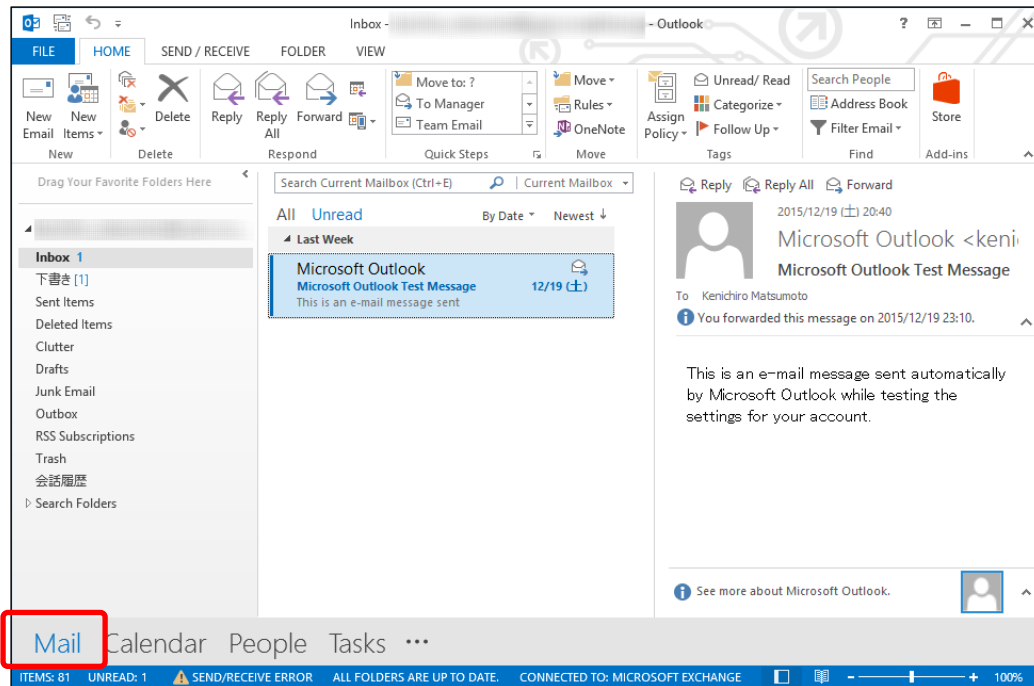 Inbox - - Outlook
FILE HOME SEND / RECEIVE FOLDER VIEW
New Email New Items Delete Reply Reply All Forward Move to: ? To Manager Team Email Move Rules OneNote Assign Policy Unread/ Read Categorize Follow Up Search People Address Book Filter Email Store
New Delete Respond Quick Steps Move Tags Find Add-ins
Drag Your Favorite Folders Here
Inbox 1
下書き [1]
Sent Items
Deleted Items
Clutter
Drafts
Junk Email
Outbox
RSS Subscriptions
Trash
会話履歴
Search Folders
Search Current Mailbox (Ctrl+E) Current Mailbox
All Unread By Date Newest
Last Week
Microsoft Outlook
Microsoft Outlook Test Message 12/19 (土)
This is an e-mail message sent
Reply Reply All Forward
2015/12/19 (土) 20:40
Microsoft Outlook <keni
Microsoft Outlook Test Message
To Kenichiro Matsumoto
You forwarded this message on 2015/12/19 23:10.
This is an e-mail message sent automatically
by Microsoft Outlook while testing the
settings for your account.
See more about Microsoft Outlook.
Mail Calendar People Tasks •••
ITEMS: 81 UNREAD: 1 SEND/RECEIVE ERROR ALL FOLDERS ARE UP TO DATE. CONNECTED TO: MICROSOFT EXCHANGE 100%